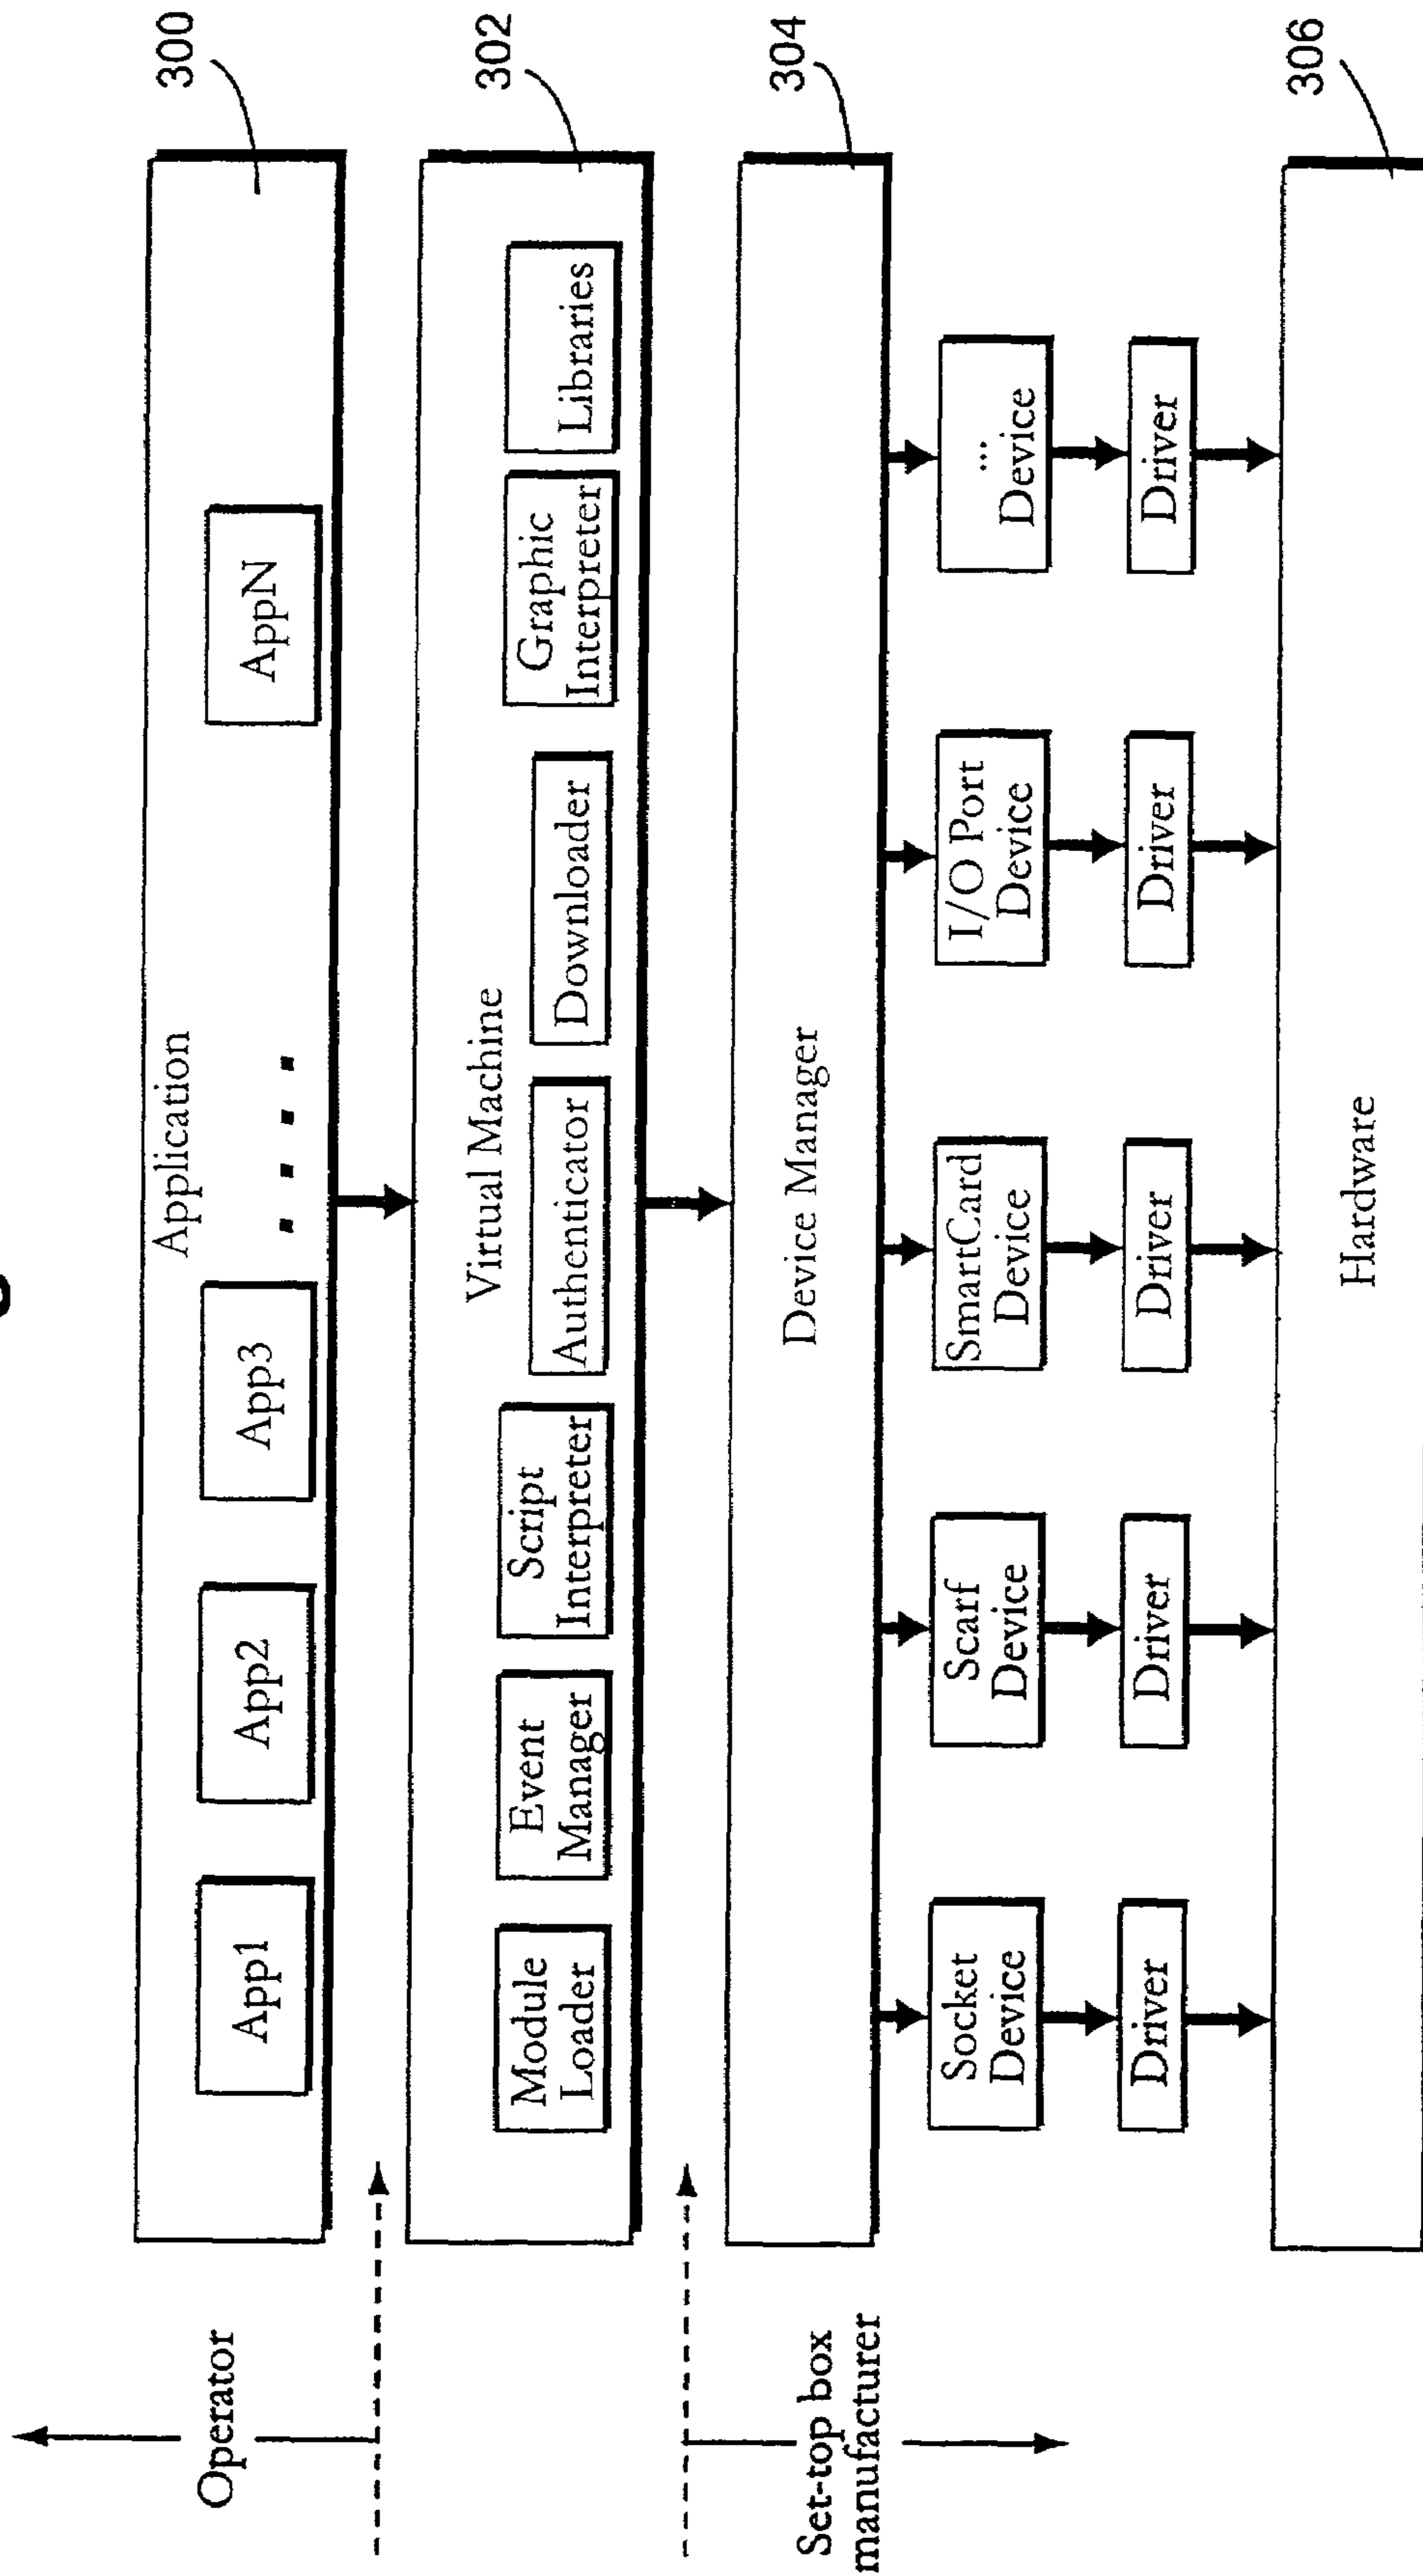 Application
300
App1
App2
App3
AppN
Operator
Virtual Machine
302
Module
Loader
Event
Manager
Script
Interpreter
Authenticator
Downloader
Graphic
Interpreter
Libraries
Device Manager
304
Set-top box
manufacturer
Socket
Device
Scarf
Device
SmartCard
Device
I/O Port
Device
...
Device
Driver
Driver
Driver
Driver
Driver
Hardware
306